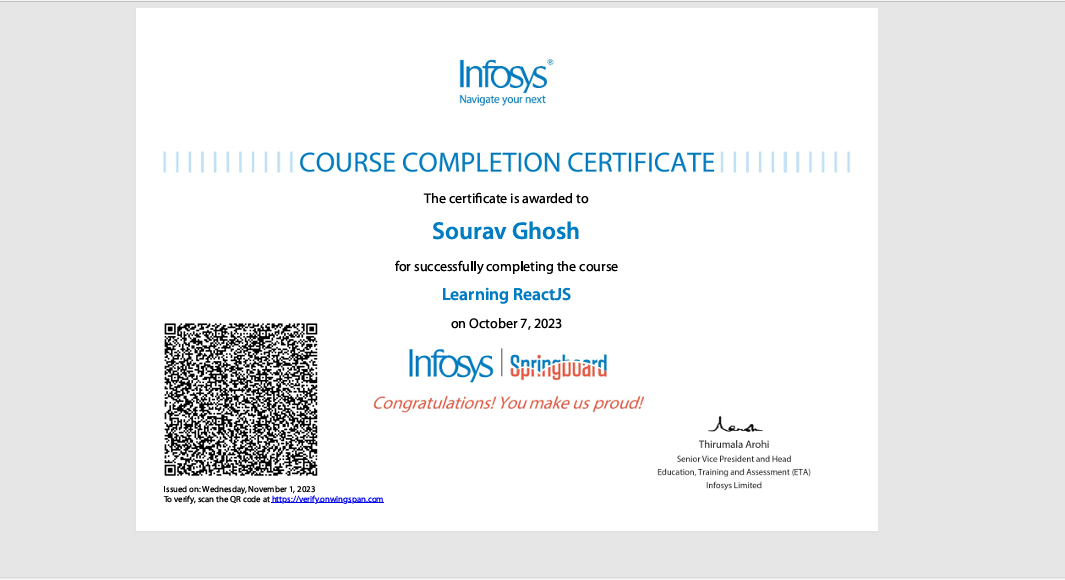 Infosys®
Navigate your next
COURSE COMPLETION CERTIFICATE
The certificate is awarded to
Sourav Ghosh
for successfully completing the course
Learning ReactJS
on October 7, 2023
Infosys | Springboard
Congratulations! You make us proud!
Thirumala Arohi
Senior Vice President and Head
Education, Training and Assessment (ETA)
Infosys Limited
Issued on: Wednesday, November 1, 2023
To verify, scan the QR code at https://verify.onwingspan.com